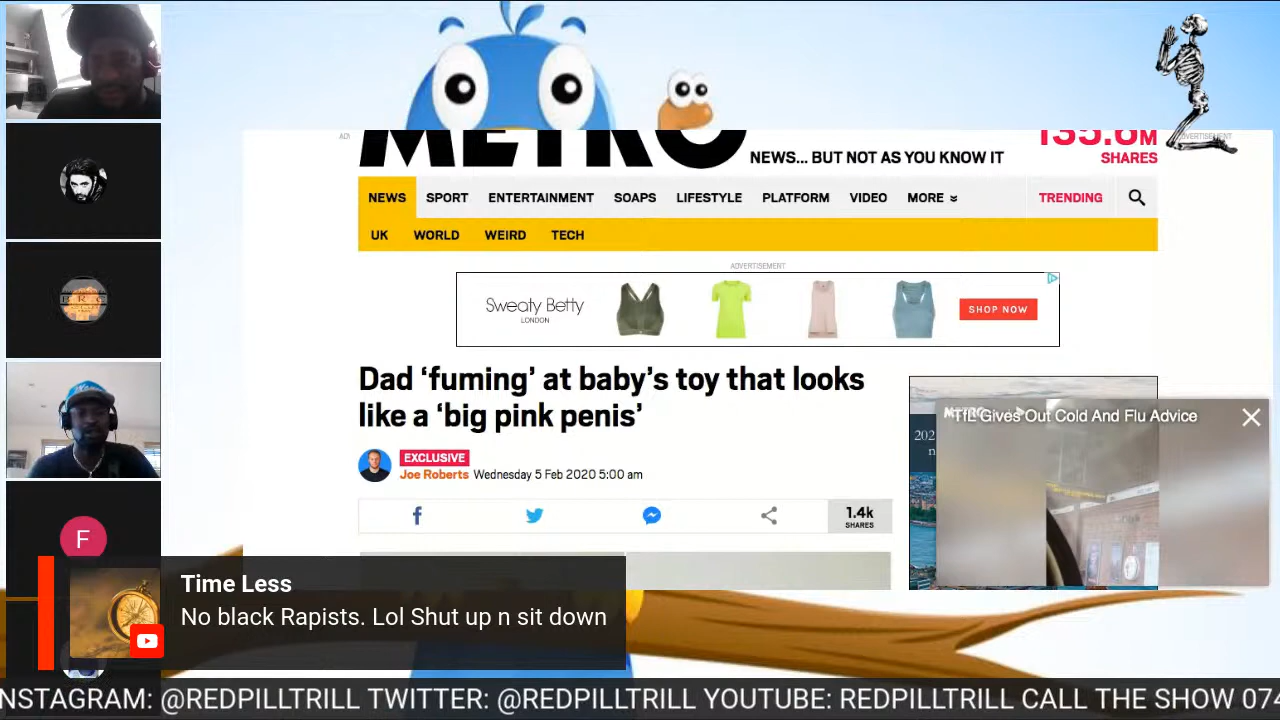 METRO
NEWS... BUT NOT AS YOU KNOW IT
135.6M
SHARES
ADVERTISEMENT
NEWS SPORT ENTERTAINMENT SOAPS LIFESTYLE PLATFORM VIDEO MORE TRENDING
UK WORLD WEIRD TECH
ADVERTISEMENT
Sweaty Betty
LONDON
SHOP NOW
Dad ‘fuming’ at baby’s toy that looks
like a ‘big pink penis’
EXCLUSIVE
Joe Roberts Wednesday 5 Feb 2020 5:00 am
1.4k
SHARES
METRO
TfL Gives Out Cold And Flu Advice
F
Time Less
No black Rapists. Lol Shut up n sit down
NSTAGRAM: @REDPILLTRILL TWITTER: @REDPILLTRILL YOUTUBE: REDPILLTRILL CALL THE SHOW 074